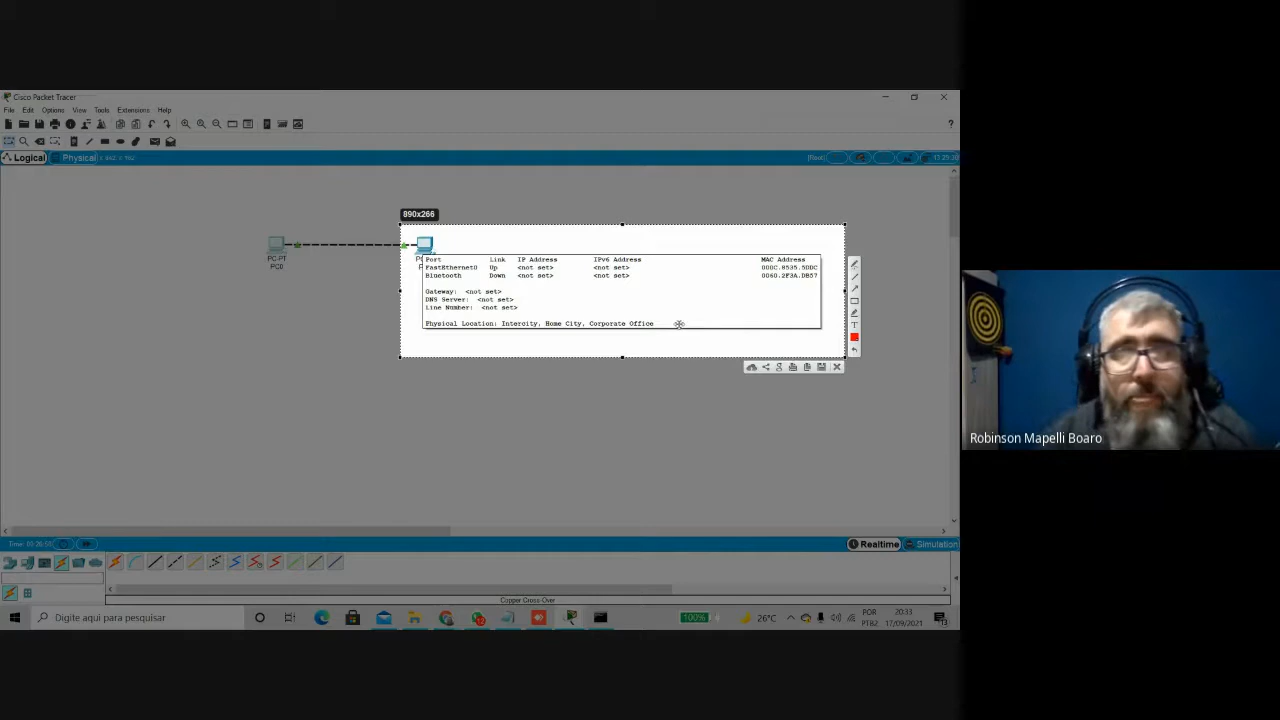 Cisco Packet Tracer
File Edit Options View Tools Extensions Help
Logical Physical [Root]
890x266
PC-PT
PC0
Port Link IP Address IPv6 Address MAC Address
FastEthernet0 Up <not set> <not set> 000C.8535.5DDC
Bluetooth Down <not set> <not set> 0060.2F3A.DB57
Gateway: <not set>
DNS Server: <not set>
Line Number: <not set>
Physical Location: Intercity, Home City, Corporate Office
Robinson Mapelli Boaro
Realtime Simulation
Copper Cross-Over
Digite aqui para pesquisar
100%
26°C
POR
PTB2
20:33
17/09/2021